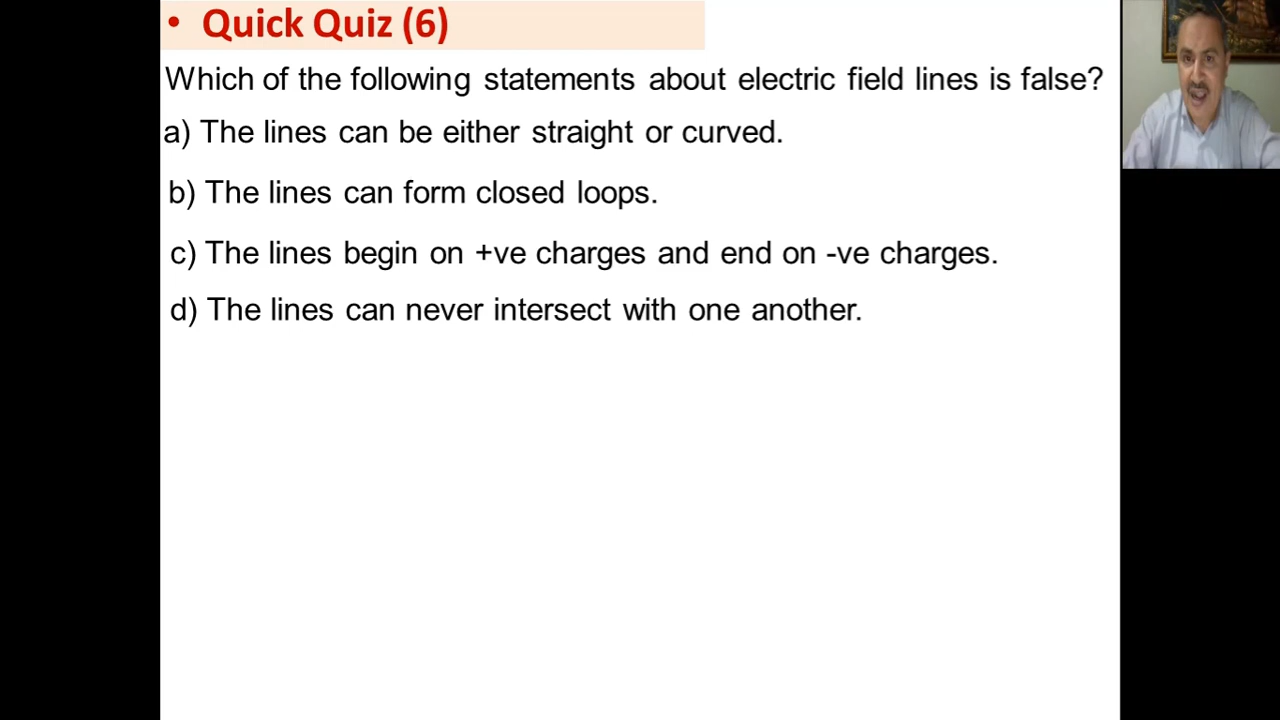 • Quick Quiz (6)
Which of the following statements about electric field lines is false?
a) The lines can be either straight or curved.
b) The lines can form closed loops.
c) The lines begin on +ve charges and end on -ve charges.
d) The lines can never intersect with one another.